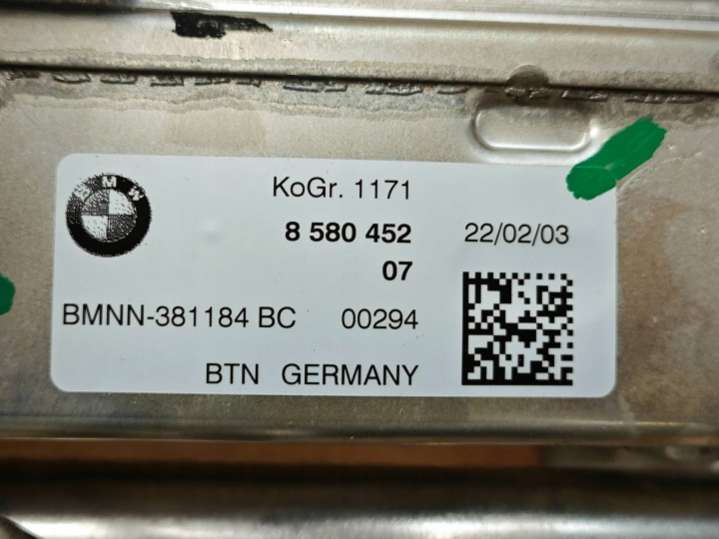 BMW
KoGr. 1171
8 580 452 22/02/03
07
BMNN-381184 BC 00294
BTN GERMANY